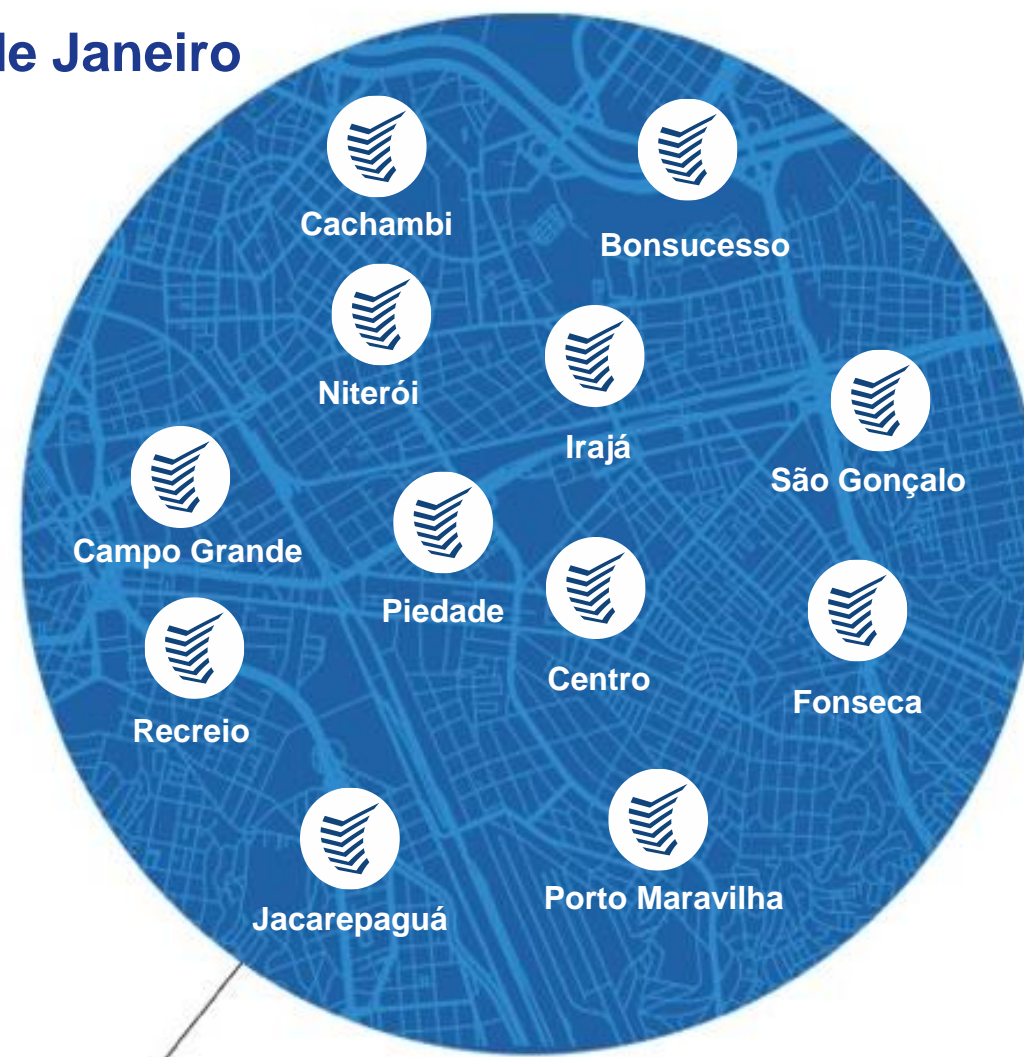 de Janeiro
Cachambi
Bonsucesso
Niterói
Irajá
São Gonçalo
Campo Grande
Piedade
Centro
Fonseca
Recreio
Jacarepaguá
Porto Maravilha